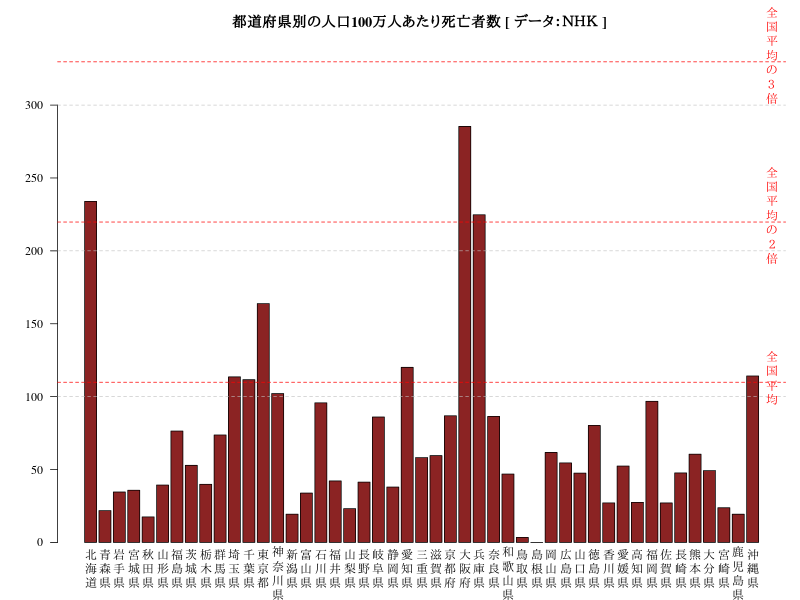 都道府県別の人口100万人あたり死亡者数 [ データ：NHK ]
全国平均の3倍
全国平均の2倍
全国平均
300
250
200
150
100
50
0
北海道
青森県
岩手県
宮城県
秋田県
山形県
福島県
茨城県
栃木県
群馬県
埼玉県
千葉県
東京都
神奈川県
新潟県
富山県
石川県
福井県
山梨県
長野県
岐阜県
静岡県
愛知県
三重県
滋賀県
京都府
大阪府
兵庫県
奈良県
和歌山県
鳥取県
島根県
岡山県
広島県
山口県
徳島県
香川県
愛媛県
高知県
福岡県
佐賀県
長崎県
熊本県
大分県
宮崎県
鹿児島県
沖縄県